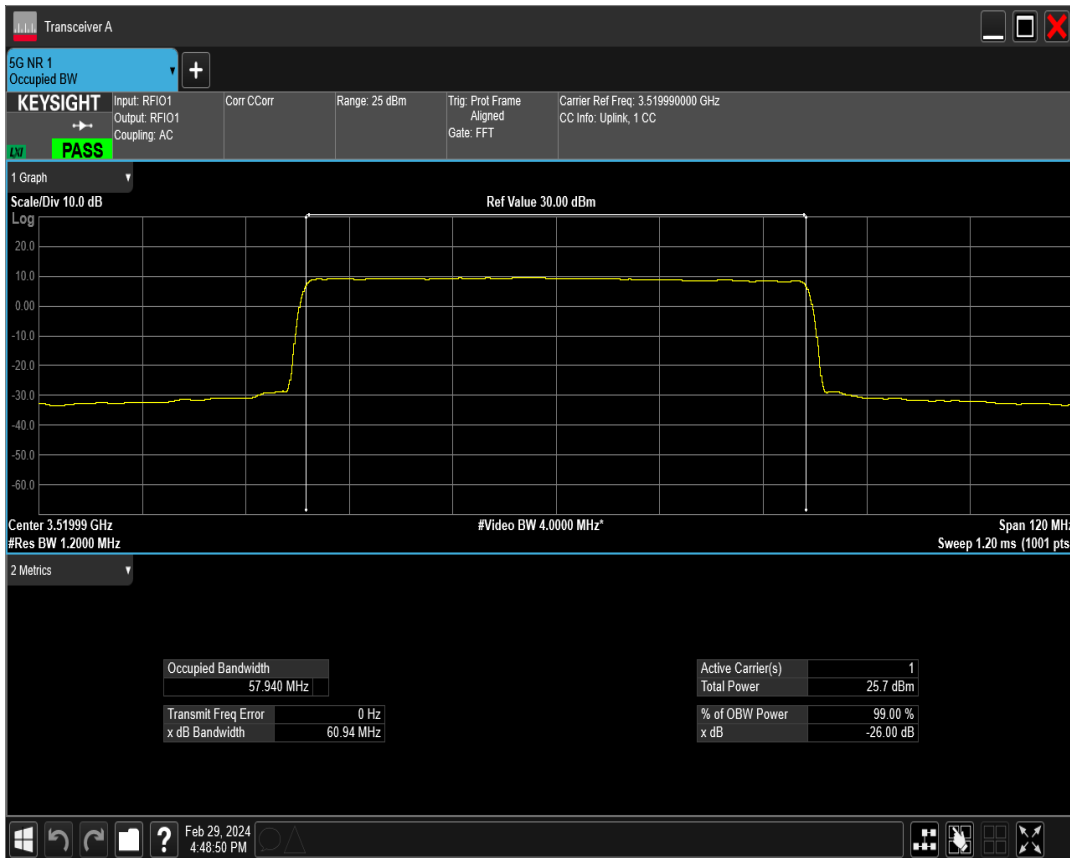 Transceiver A
5G NR 1
Occupied BW
KEYSIGHT
LXI
PASS
Input: RFIO1
Output: RFIO1
Coupling: AC
Corr CCorr
Range: 25 dBm
Trig: Prot Frame
Aligned
Gate: FFT
Carrier Ref Freq: 3.519990000 GHz
CC Info: Uplink, 1 CC
1 Graph
Scale/Div 10.0 dB
Ref Value 30.00 dBm
Log
20.0
10.0
0.00
-10.0
-20.0
-30.0
-40.0
-50.0
-60.0
Center 3.51999 GHz
#Video BW 4.0000 MHz*
Span 120 MHz
#Res BW 1.2000 MHz
Sweep 1.20 ms (1001 pts
2 Metrics
Occupied Bandwidth
57.940 MHz
Transmit Freq Error 0 Hz
x dB Bandwidth 60.94 MHz
Active Carrier(s) 1
Total Power 25.7 dBm
% of OBW Power 99.00 %
x dB -26.00 dB
? Feb 29, 2024
4:48:50 PM